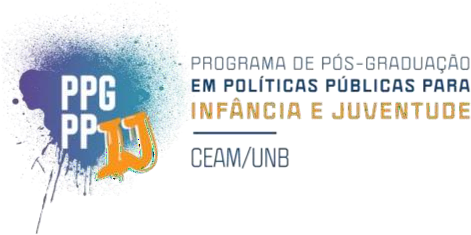 PPG
PPIJ
PROGRAMA DE PÓS-GRADUAÇÃO
EM POLÍTICAS PÚBLICAS PARA
INFÂNCIA E JUVENTUDE
CEAM/UNB